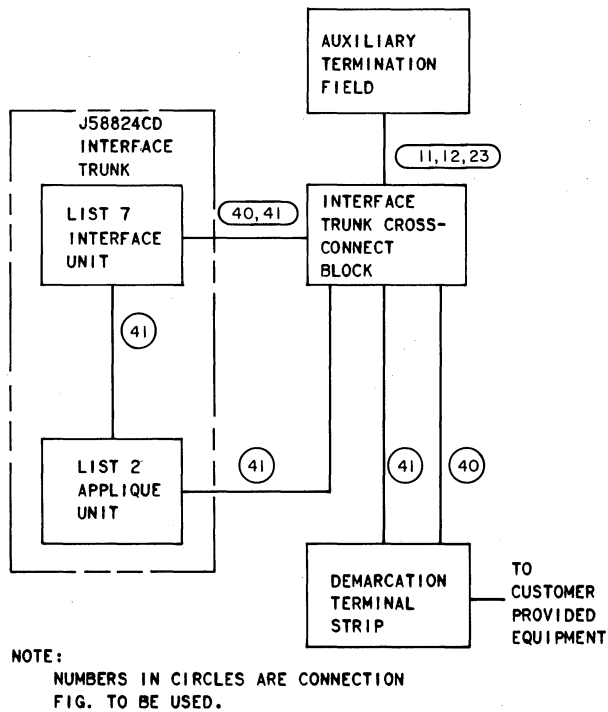 AUXILIARY
TERMINATION
FIELD
11,12,23
J58824CD
INTERFACE
TRUNK
LIST 7
INTERFACE
UNIT
40,41
INTERFACE
TRUNK CROSS-
CONNECT
BLOCK
41
LIST 2
APPLIQUE
UNIT
41
41
40
DEMARCATION
TERMINAL
STRIP
TO
CUSTOMER
PROVIDED
EQUIPMENT
NOTE:
NUMBERS IN CIRCLES ARE CONNECTION
FIG. TO BE USED.